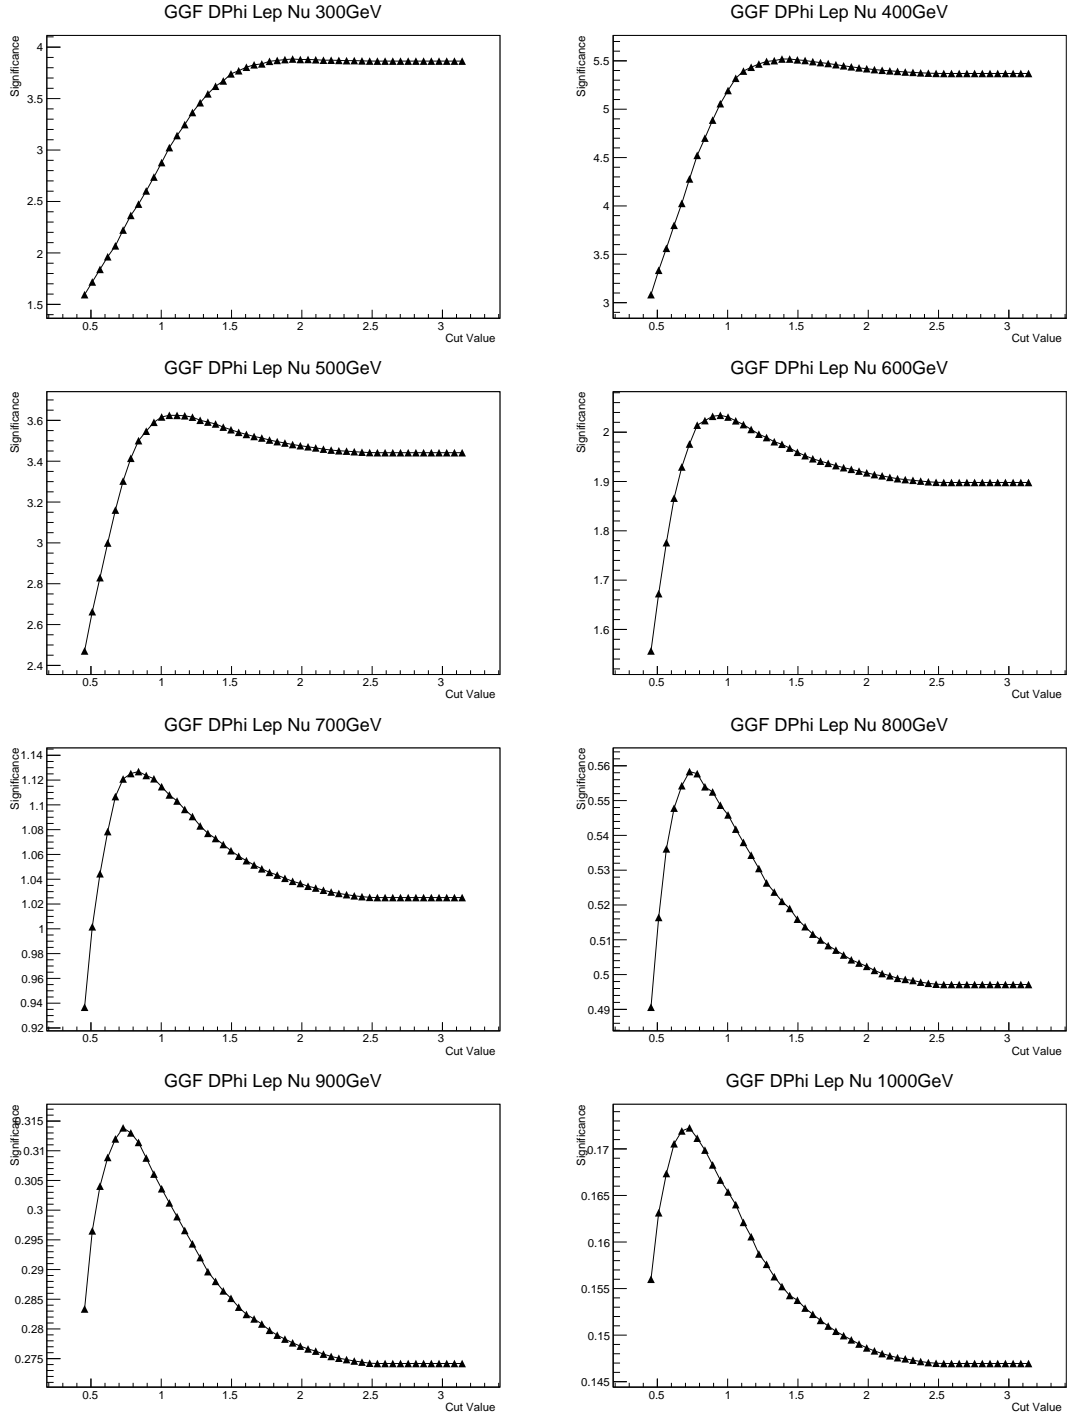 GGF DPhi Lep Nu 300GeV
Significance
4
3.5
3
2.5
2
1.5
0.5 1 1.5 2 2.5 3
Cut Value
GGF DPhi Lep Nu 400GeV
Significance
5.5
5
4.5
4
3.5
3
0.5 1 1.5 2 2.5 3
Cut Value
GGF DPhi Lep Nu 500GeV
Significance
3.6
3.4
3.2
3
2.8
2.6
2.4
0.5 1 1.5 2 2.5 3
Cut Value
GGF DPhi Lep Nu 600GeV
Significance
2
1.9
1.8
1.7
1.6
0.5 1 1.5 2 2.5 3
Cut Value
GGF DPhi Lep Nu 700GeV
Significance
1.14
1.12
1.1
1.08
1.06
1.04
1.02
1
0.98
0.96
0.94
0.92
0.5 1 1.5 2 2.5 3
Cut Value
GGF DPhi Lep Nu 800GeV
Significance
0.56
0.55
0.54
0.53
0.52
0.51
0.5
0.49
0.5 1 1.5 2 2.5 3
Cut Value
GGF DPhi Lep Nu 900GeV
Significance
0.315
0.31
0.305
0.3
0.295
0.29
0.285
0.28
0.275
0.5 1 1.5 2 2.5 3
Cut Value
GGF DPhi Lep Nu 1000GeV
Significance
0.17
0.165
0.16
0.155
0.15
0.145
0.5 1 1.5 2 2.5 3
Cut Value